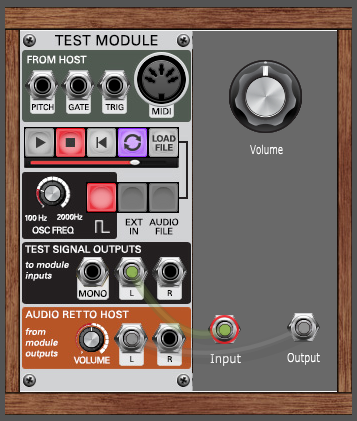 TEST MODULE
FROM HOST
PITCH GATE TRIG
MIDI
LOAD
FILE
100 Hz 2000Hz
OSC FREQ
EXT
IN
AUDIO
FILE
TEST SIGNAL OUTPUTS
to module
inputs
MONO L R
AUDIO RET TO HOST
from
module
outputs
VOLUME L R
Volume
Input Output